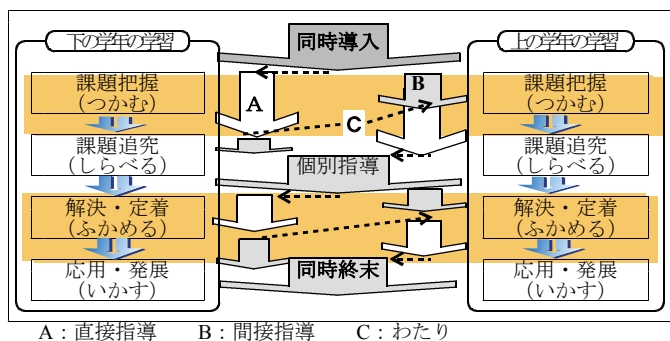 下の学年の学習
同時導入
上の学年の学習
課題把握
(つかむ)
A
B
C
課題把握
(つかむ)
課題追究
(しらべる)
個別指導
課題追究
(しらべる)
解決・定着
(ふかめる)
解決・定着
(ふかめる)
応用・発展
(いかす)
同時終末
応用・発展
(いかす)
A：直接指導　B：間接指導　C：わたり